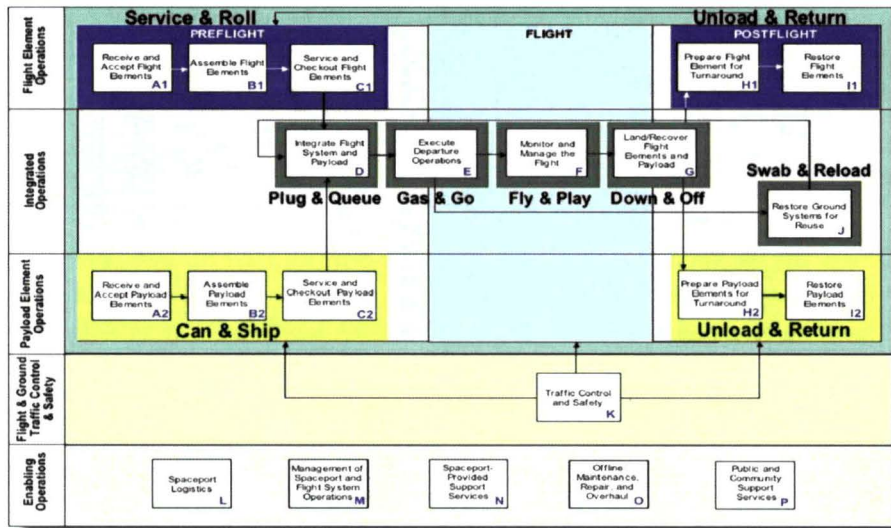 Service & Roll
Unload & Return
Flight Element
Operations
PREFLIGHT
FLIGHT
POSTFLIGHT
Receive and
Accept Flight
Elements
A1
Assemble Flight
Elements
B1
Service and
Checkout Flight
Elements
C1
Prepare Flight
Element for
Turnaround
H1
Restore
Flight
Elements
I1
Integrated
Operations
Integrate Flight
System and
Payload
D
Execute
Departure
Operations
E
Monitor and
Manage the
Flight
F
Land/Recover
Flight
Elements and
Payload
G
Plug & Queue
Gas & Go
Fly & Play
Down & Off
Swab & Reload
Restore Ground
Systems for
Reuse
J
Payload Element
Operations
Receive and
Accept Payload
Elements
A2
Assemble
Payload
Elements
B2
Service and
Checkout Payload
Elements
C2
Can & Ship
Prepare Payload
Elements for
Turnaround
H2
Restore
Payload
Elements
I2
Unload & Return
Flight & Ground
Traffic Control
& Safety
Traffic Control
and Safety
K
Enabling
Operations
Spaceport
Logistics
L
Management of
Spaceport and
Flight System
Operations
M
Spaceport-
Provided
Support
Services
N
Offline
Maintenance,
Repair, and
Overhaul
O
Public and
Community
Support
Services
P